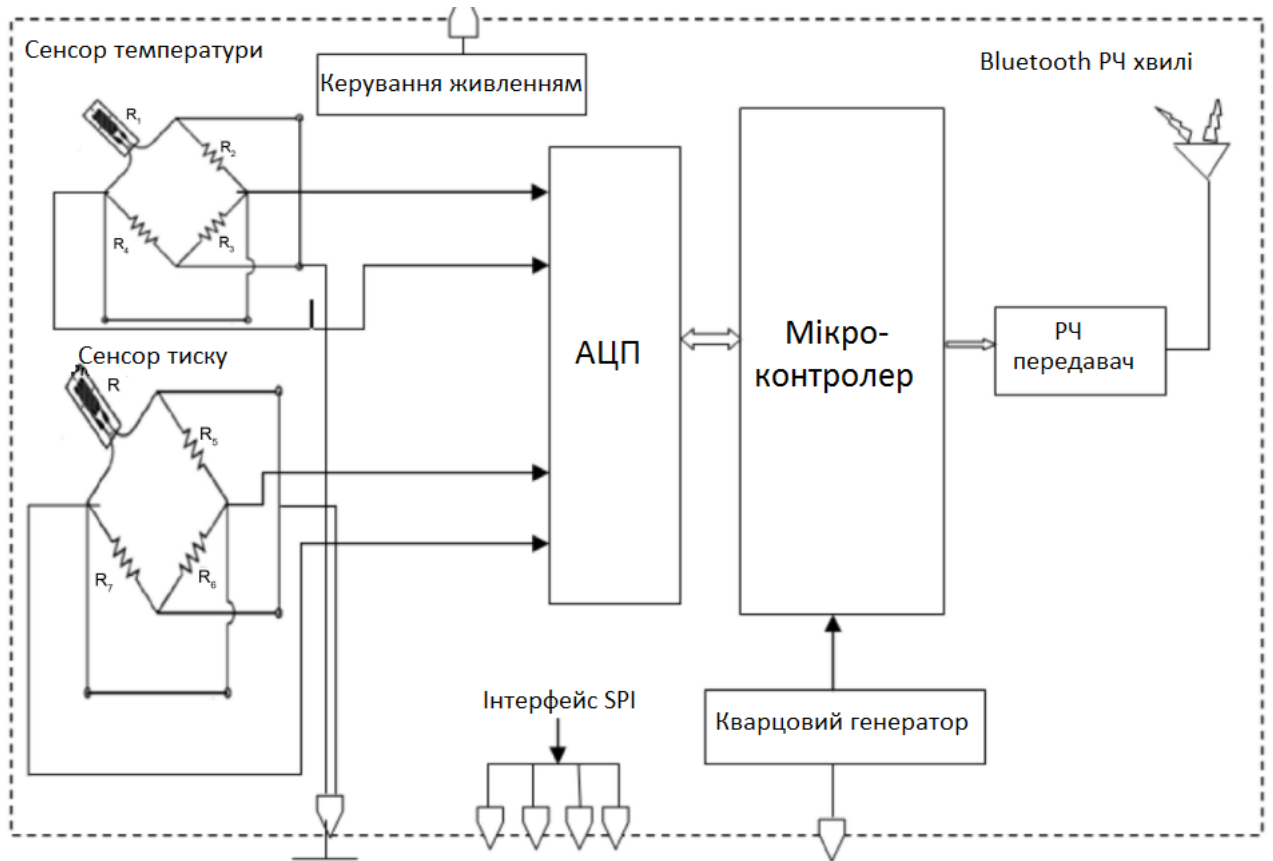 Сенсор температури
Керування живленням
Bluetooth РЧ хвилі
R₁
R₂
R₄
R₃
АЦП
Мікро-
контролер
РЧ
передавач
Сенсор тиску
R
R₅
R₇
R₆
Інтерфейс SPI
Кварцовий генератор